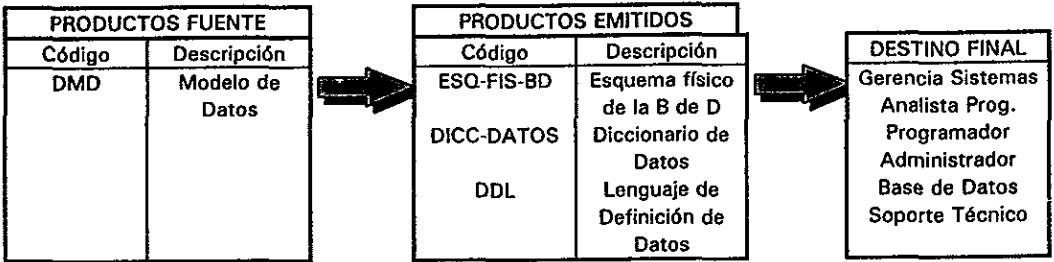 PRODUCTOS FUENTE
Código Descripción
DMD Modelo de
Datos
PRODUCTOS EMITIDOS
Código Descripción
ESQ-FIS-BD Esquema físico
de la B de D
DICC-DATOS Diccionario de
Datos
DDL Lenguaje de
Definición de
Datos
DESTINO FINAL
Gerencia Sistemas
Analista Prog.
Programador
Administrador
Base de Datos
Soporte Técnico